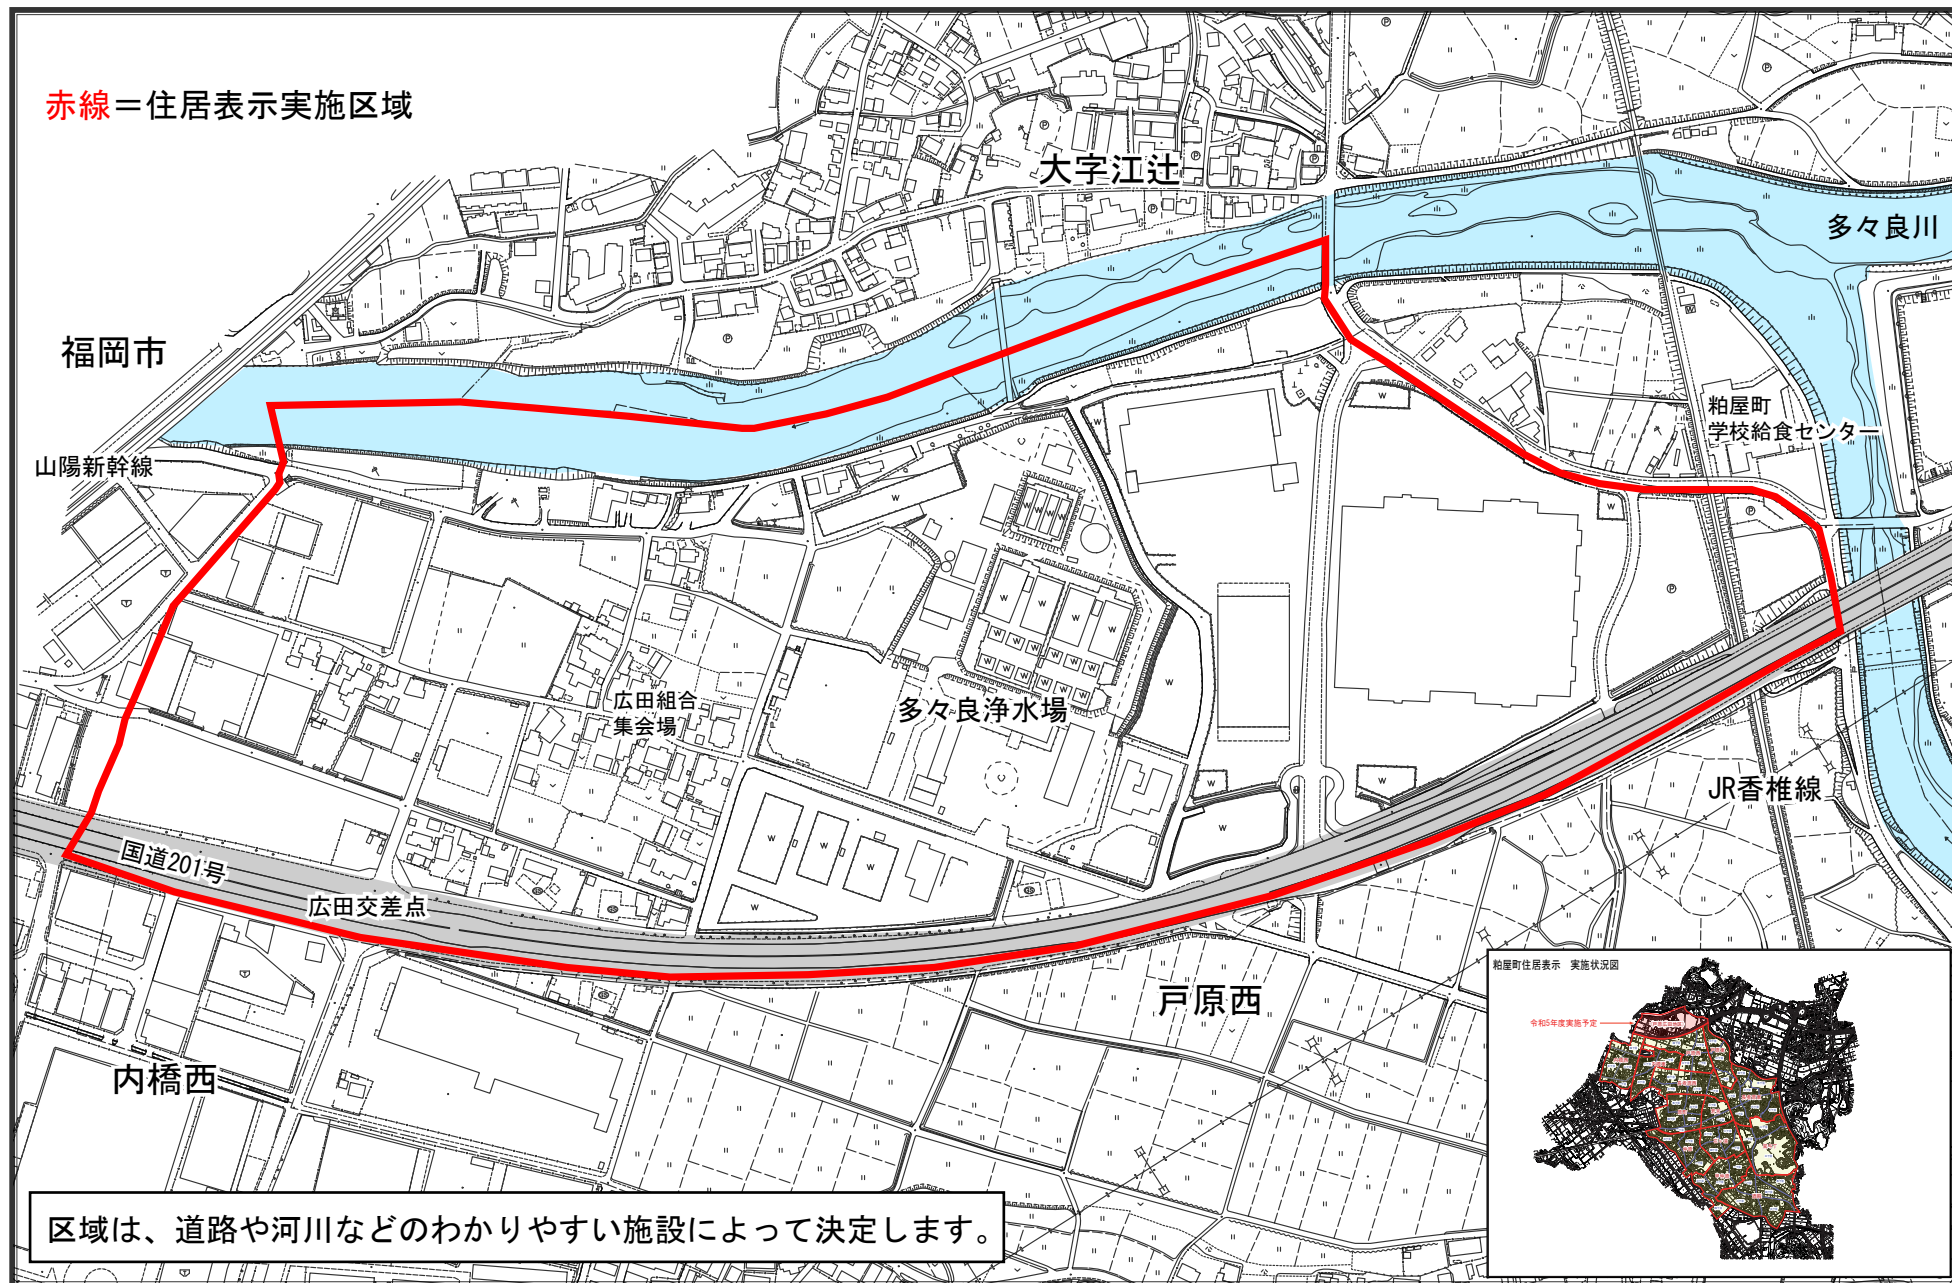 赤線＝住居表示実施区域
大字江辻
多々良川
福岡市
山陽新幹線
粕屋町
学校給食センター
広田組合
集会場
多々良浄水場
JR香椎線
国道201号
広田交差点
戸原西
内橋西
粕屋町住居表示　実施状況図
令和5年度実施予定
区域は、道路や河川などのわかりやすい施設によって決定します。